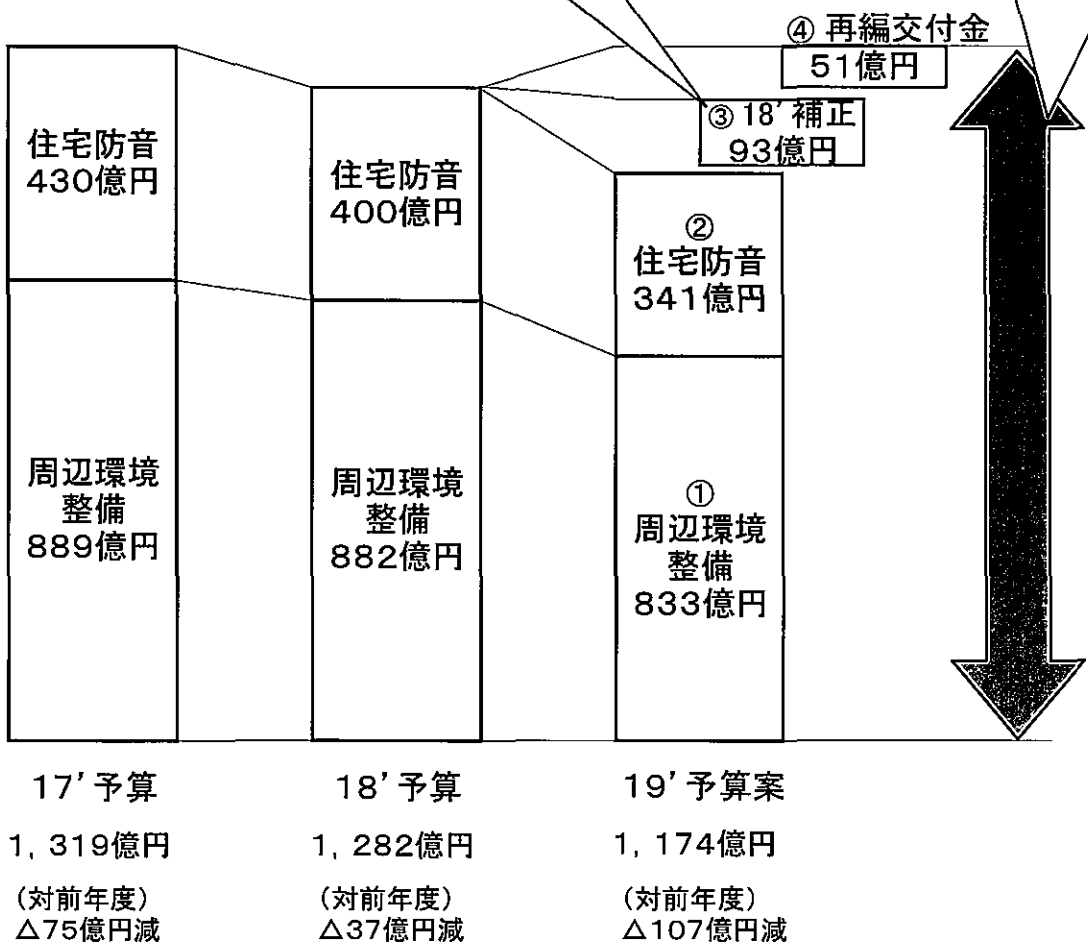 ④ 再編交付金
51億円
③ 18' 補正
93億円
住宅防音
430億円
周辺環境
整備
889億円
住宅防音
400億円
周辺環境
整備
882億円
②
住宅防音
341億円
①
周辺環境
整備
833億円
17'予算
1, 319億円
(対前年度)
△75億円減
18'予算
1, 282億円
(対前年度)
△37億円減
19'予算案
1, 174億円
(対前年度)
△107億円減